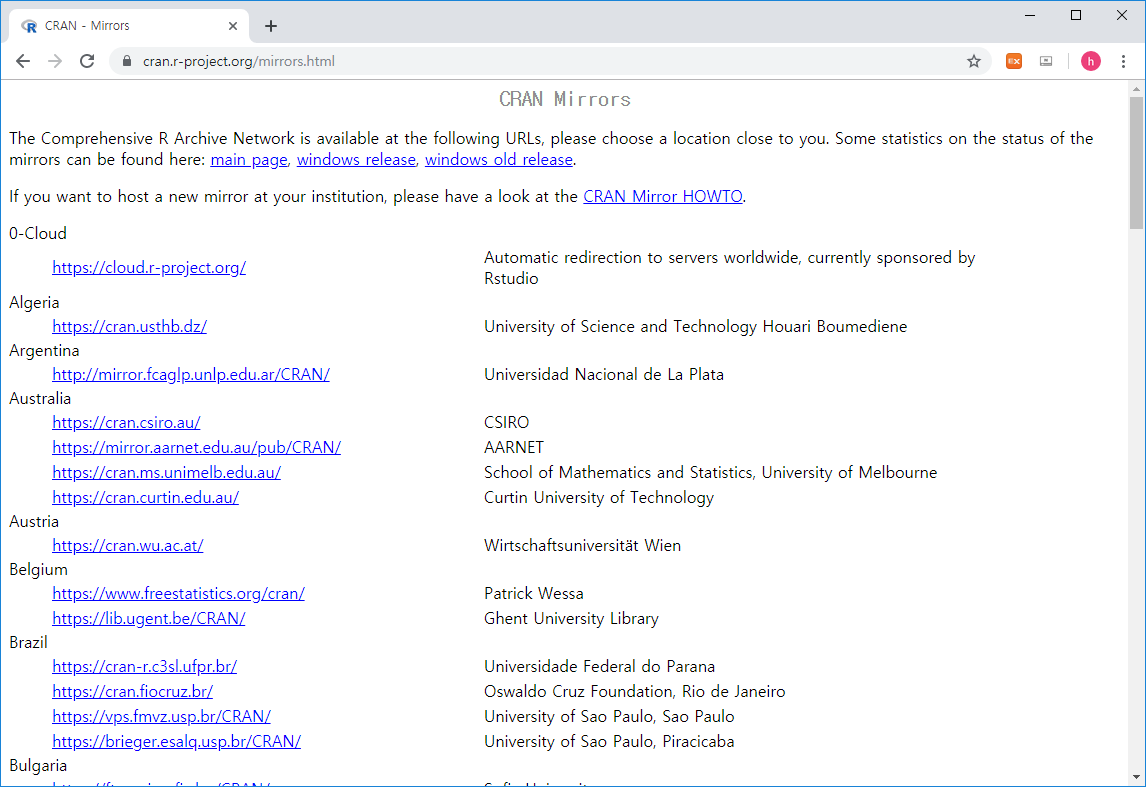 CRAN - Mirrors
cran.r-project.org/mirrors.html
EX
h
CRAN Mirrors
The Comprehensive R Archive Network is available at the following URLs, please choose a location close to you. Some statistics on the status of the
mirrors can be found here: main page, windows release, windows old release.
If you want to host a new mirror at your institution, please have a look at the CRAN Mirror HOWTO.
0-Cloud
https://cloud.r-project.org/ Automatic redirection to servers worldwide, currently sponsored by
Rstudio
Algeria
https://cran.usthb.dz/ University of Science and Technology Houari Boumediene
Argentina
http://mirror.fcaglp.unlp.edu.ar/CRAN/ Universidad Nacional de La Plata
Australia
https://cran.csiro.au/ CSIRO
https://mirror.aarnet.edu.au/pub/CRAN/ AARNET
https://cran.ms.unimelb.edu.au/ School of Mathematics and Statistics, University of Melbourne
https://cran.curtin.edu.au/ Curtin University of Technology
Austria
https://cran.wu.ac.at/ Wirtschaftsuniversität Wien
Belgium
https://www.freestatistics.org/cran/ Patrick Wessa
https://lib.ugent.be/CRAN/ Ghent University Library
Brazil
https://cran-r.c3sl.ufpr.br/ Universidade Federal do Parana
https://cran.fiocruz.br/ Oswaldo Cruz Foundation, Rio de Janeiro
https://vps.fmvz.usp.br/CRAN/ University of Sao Paulo, Sao Paulo
https://brieger.esalq.usp.br/CRAN/ University of Sao Paulo, Piracicaba
Bulgaria